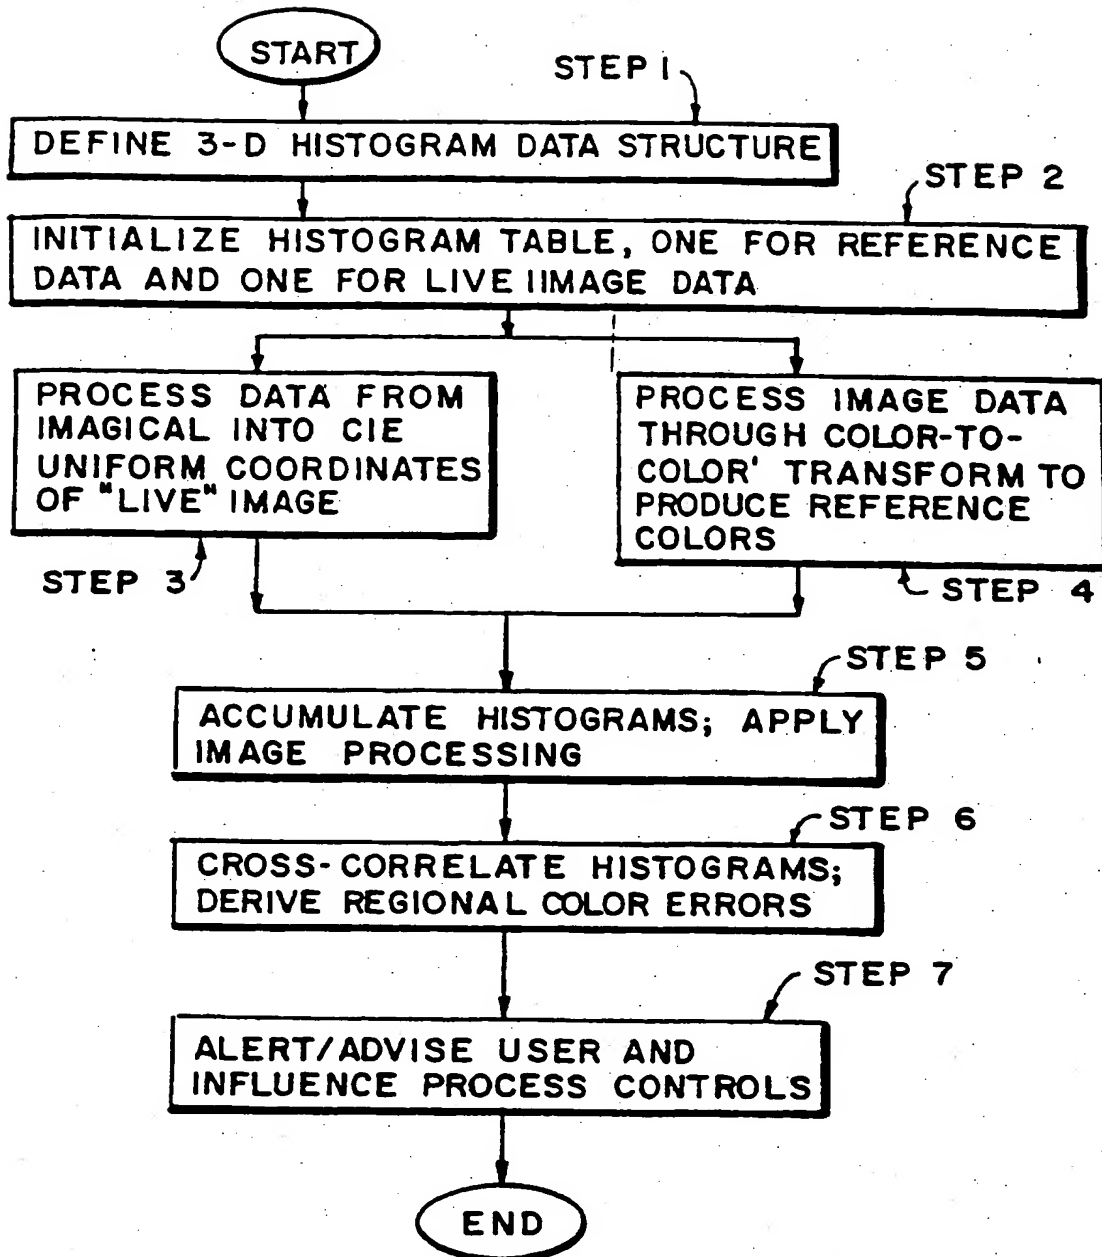 START
STEP 1
DEFINE 3-D HISTOGRAM DATA STRUCTURE
STEP 2
INITIALIZE HISTOGRAM TABLE, ONE FOR REFERENCE
DATA AND ONE FOR LIVE IIMAGE DATA
PROCESS DATA FROM
IMAGICAL INTO CIE
UNIFORM COORDINATES
OF "LIVE" IMAGE
STEP 3
PROCESS IMAGE DATA
THROUGH COLOR-TO-
COLOR' TRANSFORM TO
PRODUCE REFERENCE
COLORS
STEP 4
STEP 5
ACCUMULATE HISTOGRAMS; APPLY
IMAGE PROCESSING
STEP 6
CROSS-CORRELATE HISTOGRAMS;
DERIVE REGIONAL COLOR ERRORS
STEP 7
ALERT/ADVISE USER AND
INFLUENCE PROCESS CONTROLS
END